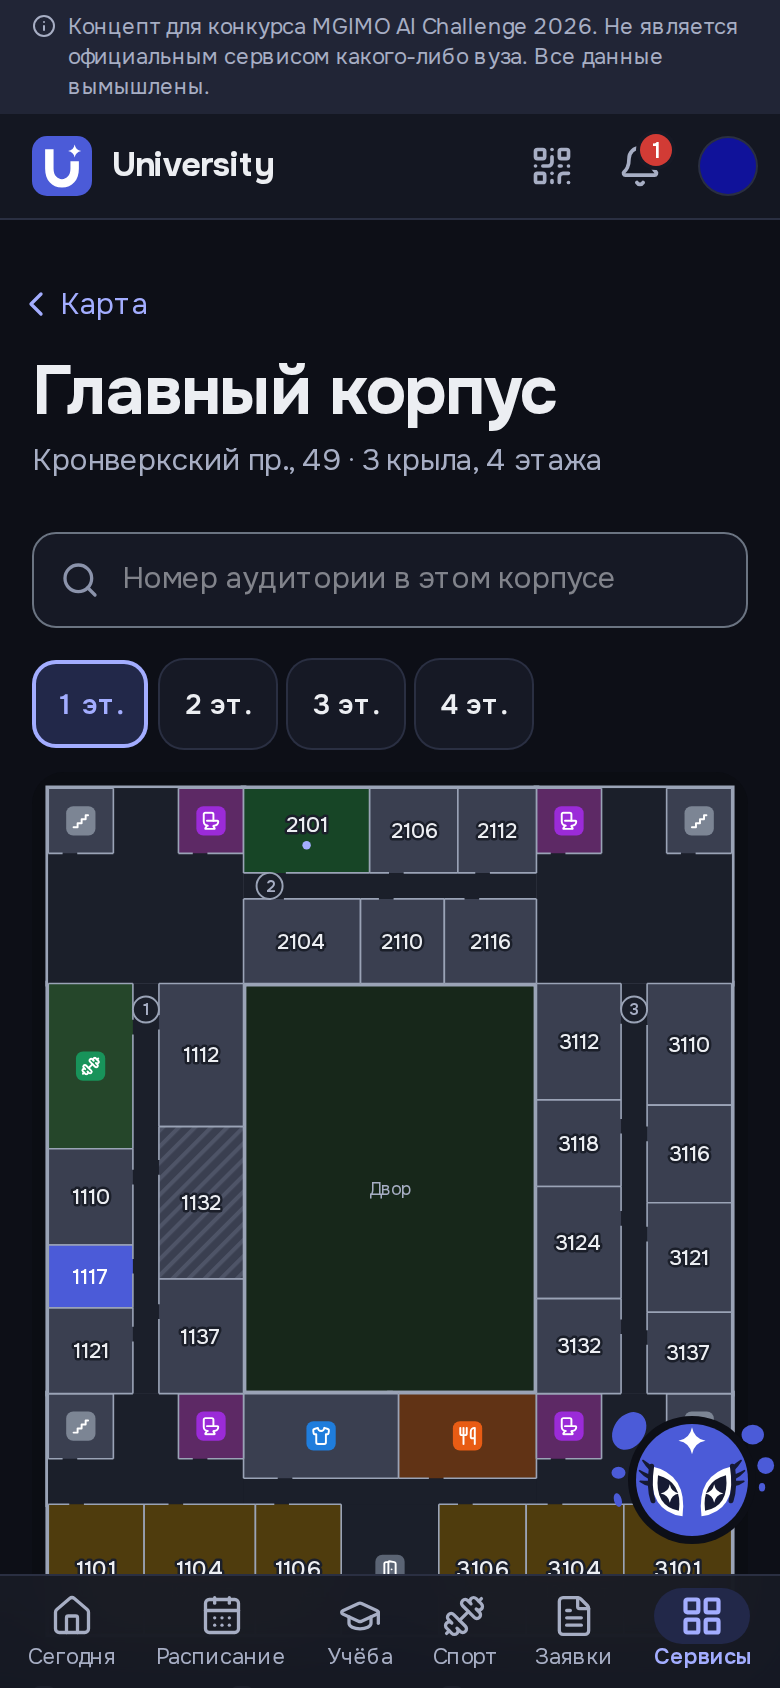 Концепт для конкурса MGIMO AI Challenge 2026. Не является
официальным сервисом какого-либо вуза. Все данные
вымышлены.
University
1
Карта
Главный корпус
Кронверкский пр., 49 · 3 крыла, 4 этажа
Номер аудитории в этом корпусе
1 эт.
2 эт.
3 эт.
4 эт.
2101
2106
2112
2
2104
2110
2116
1
3
1112
3112
3110
3118
3116
Двор
1110
1132
3124
3121
1117
1121
1137
3132
3137
1101
1104
1106
3106
3104
3101
Сегодня
Расписание
Учёба
Спорт
Заявки
Сервисы